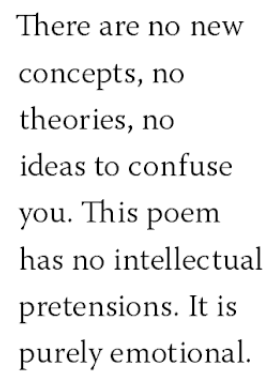 There are no new
concepts, no
theories, no
ideas to confuse
you. This poem
has no intellectual
pretensions. It is
purely emotional.